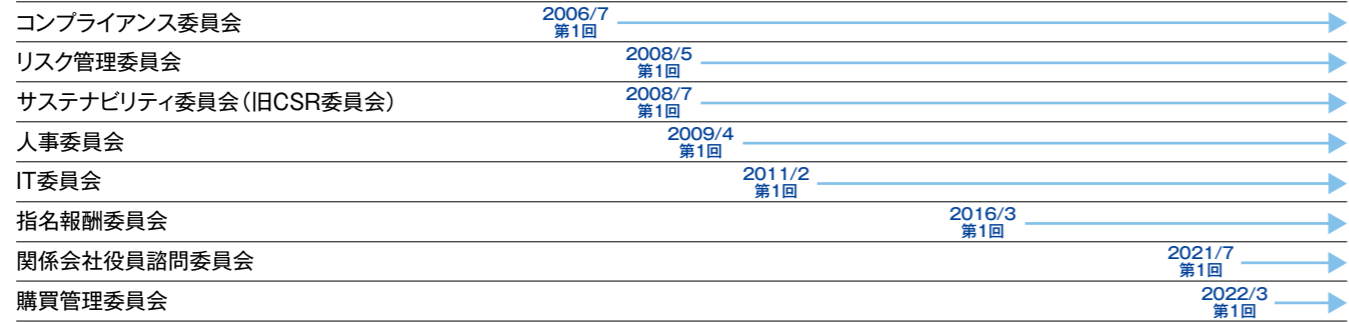 コンプライアンス委員会 2006/7
第1回
リスク管理委員会 2008/5
第1回
サステナビリティ委員会（旧CSR委員会） 2008/7
第1回
人事委員会 2009/4
第1回
IT委員会 2011/2
第1回
指名報酬委員会 2016/3
第1回
関係会社役員諮問委員会 2021/7
第1回
購買管理委員会 2022/3
第1回